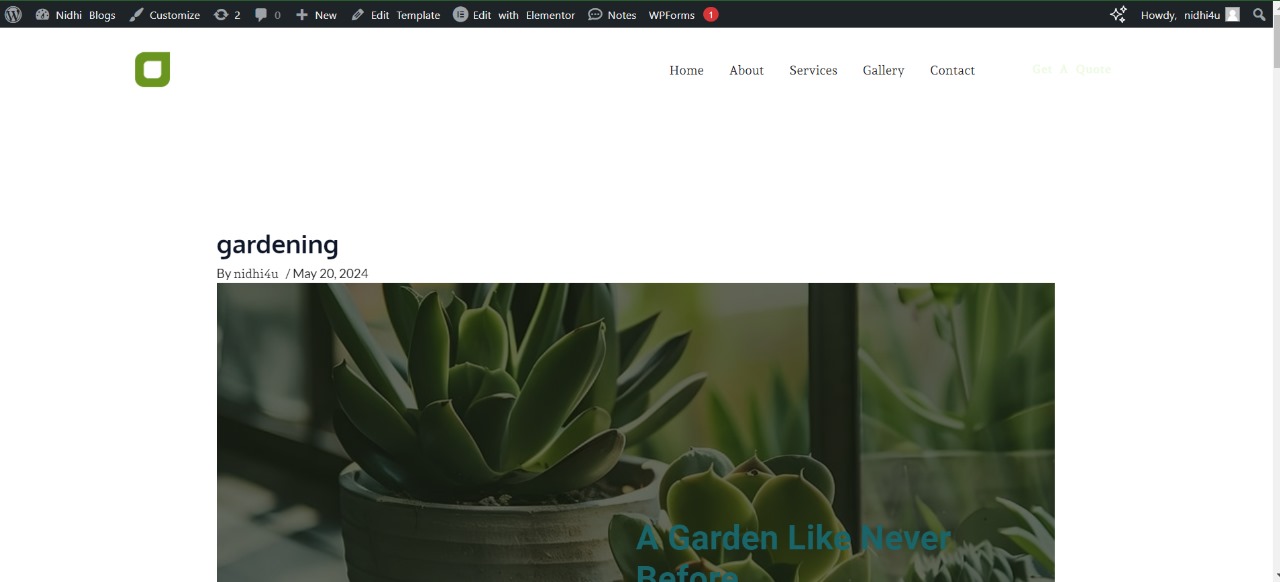 Nidhi Blogs Customize 2 0 New Edit Template Edit with Elementor Notes WPForms 1 Howdy, nidhi4u
Home About Services Gallery Contact Get A Quote
gardening
By nidhi4u / May 20, 2024
A Garden Like Never
Before